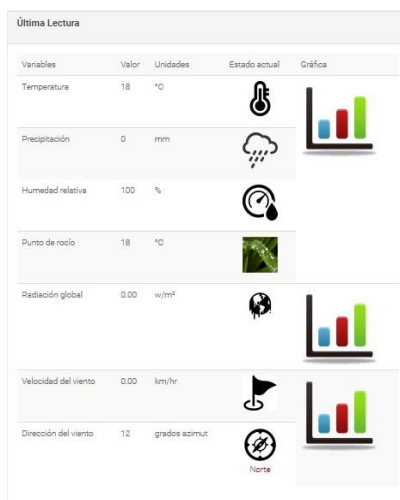 Última Lectura
Variables Valor Unidades Estado actual Gráfica
Temperatura 18 °C
Precipitación 0 mm
Humedad relativa 100 %
Punto de rocío 18 °C
Radiación global 0.00 w/m²
Velocidad del viento 0.00 km/hr
Dirección del viento 12 grados azimut
Norte